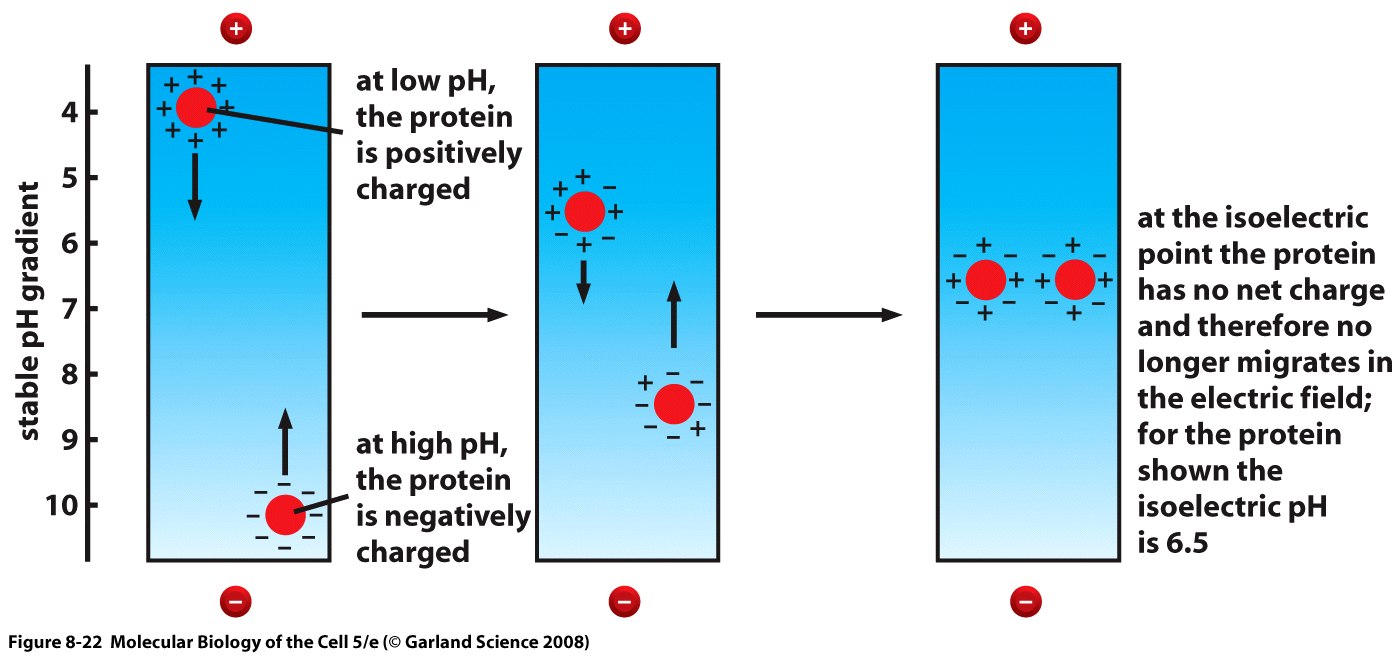 stable pH gradient
4
5
6
7
8
9
10
+
−
at low pH,
the protein
is positively
charged
at high pH,
the protein
is negatively
charged
+
−
+
−
at the isoelectric
point the protein
has no net charge
and therefore no
longer migrates in
the electric field;
for the protein
shown the
isoelectric pH
is 6.5
Figure 8-22 Molecular Biology of the Cell 5/e (© Garland Science 2008)